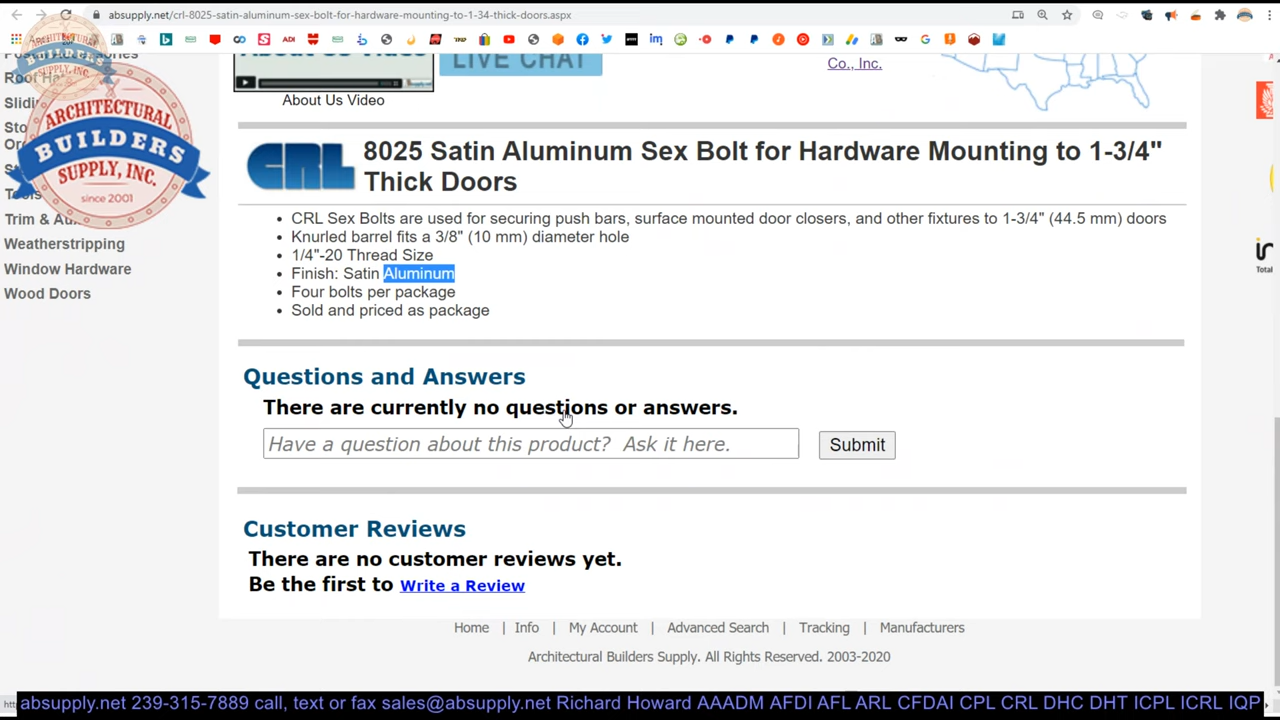 absupply.net/crl-8025-satin-aluminum-sex-bolt-for-hardware-mounting-to-1-34-thick-doors.aspx
LIVE CHAT
Co., Inc.
About Us Video
ARCHITECTURAL
BUILDERS
SUPPLY, INC.
since 2001
Trim & Au
Weatherstripping
Window Hardware
Wood Doors
CRL
8025 Satin Aluminum Sex Bolt for Hardware Mounting to 1-3/4"
Thick Doors
• CRL Sex Bolts are used for securing push bars, surface mounted door closers, and other fixtures to 1-3/4" (44.5 mm) doors
• Knurled barrel fits a 3/8" (10 mm) diameter hole
• 1/4"-20 Thread Size
• Finish: Satin Aluminum
• Four bolts per package
• Sold and priced as package
Questions and Answers
There are currently no questions or answers.
Have a question about this product? Ask it here.
Submit
Customer Reviews
There are no customer reviews yet.
Be the first to Write a Review
Home | Info | My Account | Advanced Search | Tracking | Manufacturers
Architectural Builders Supply. All Rights Reserved. 2003-2020
absupply.net 239-315-7889 call, text or fax sales@absupply.net Richard Howard AAADM AFDI AFL ARL CFDAI CPL CRL DHC DHT ICPL ICRL IQP